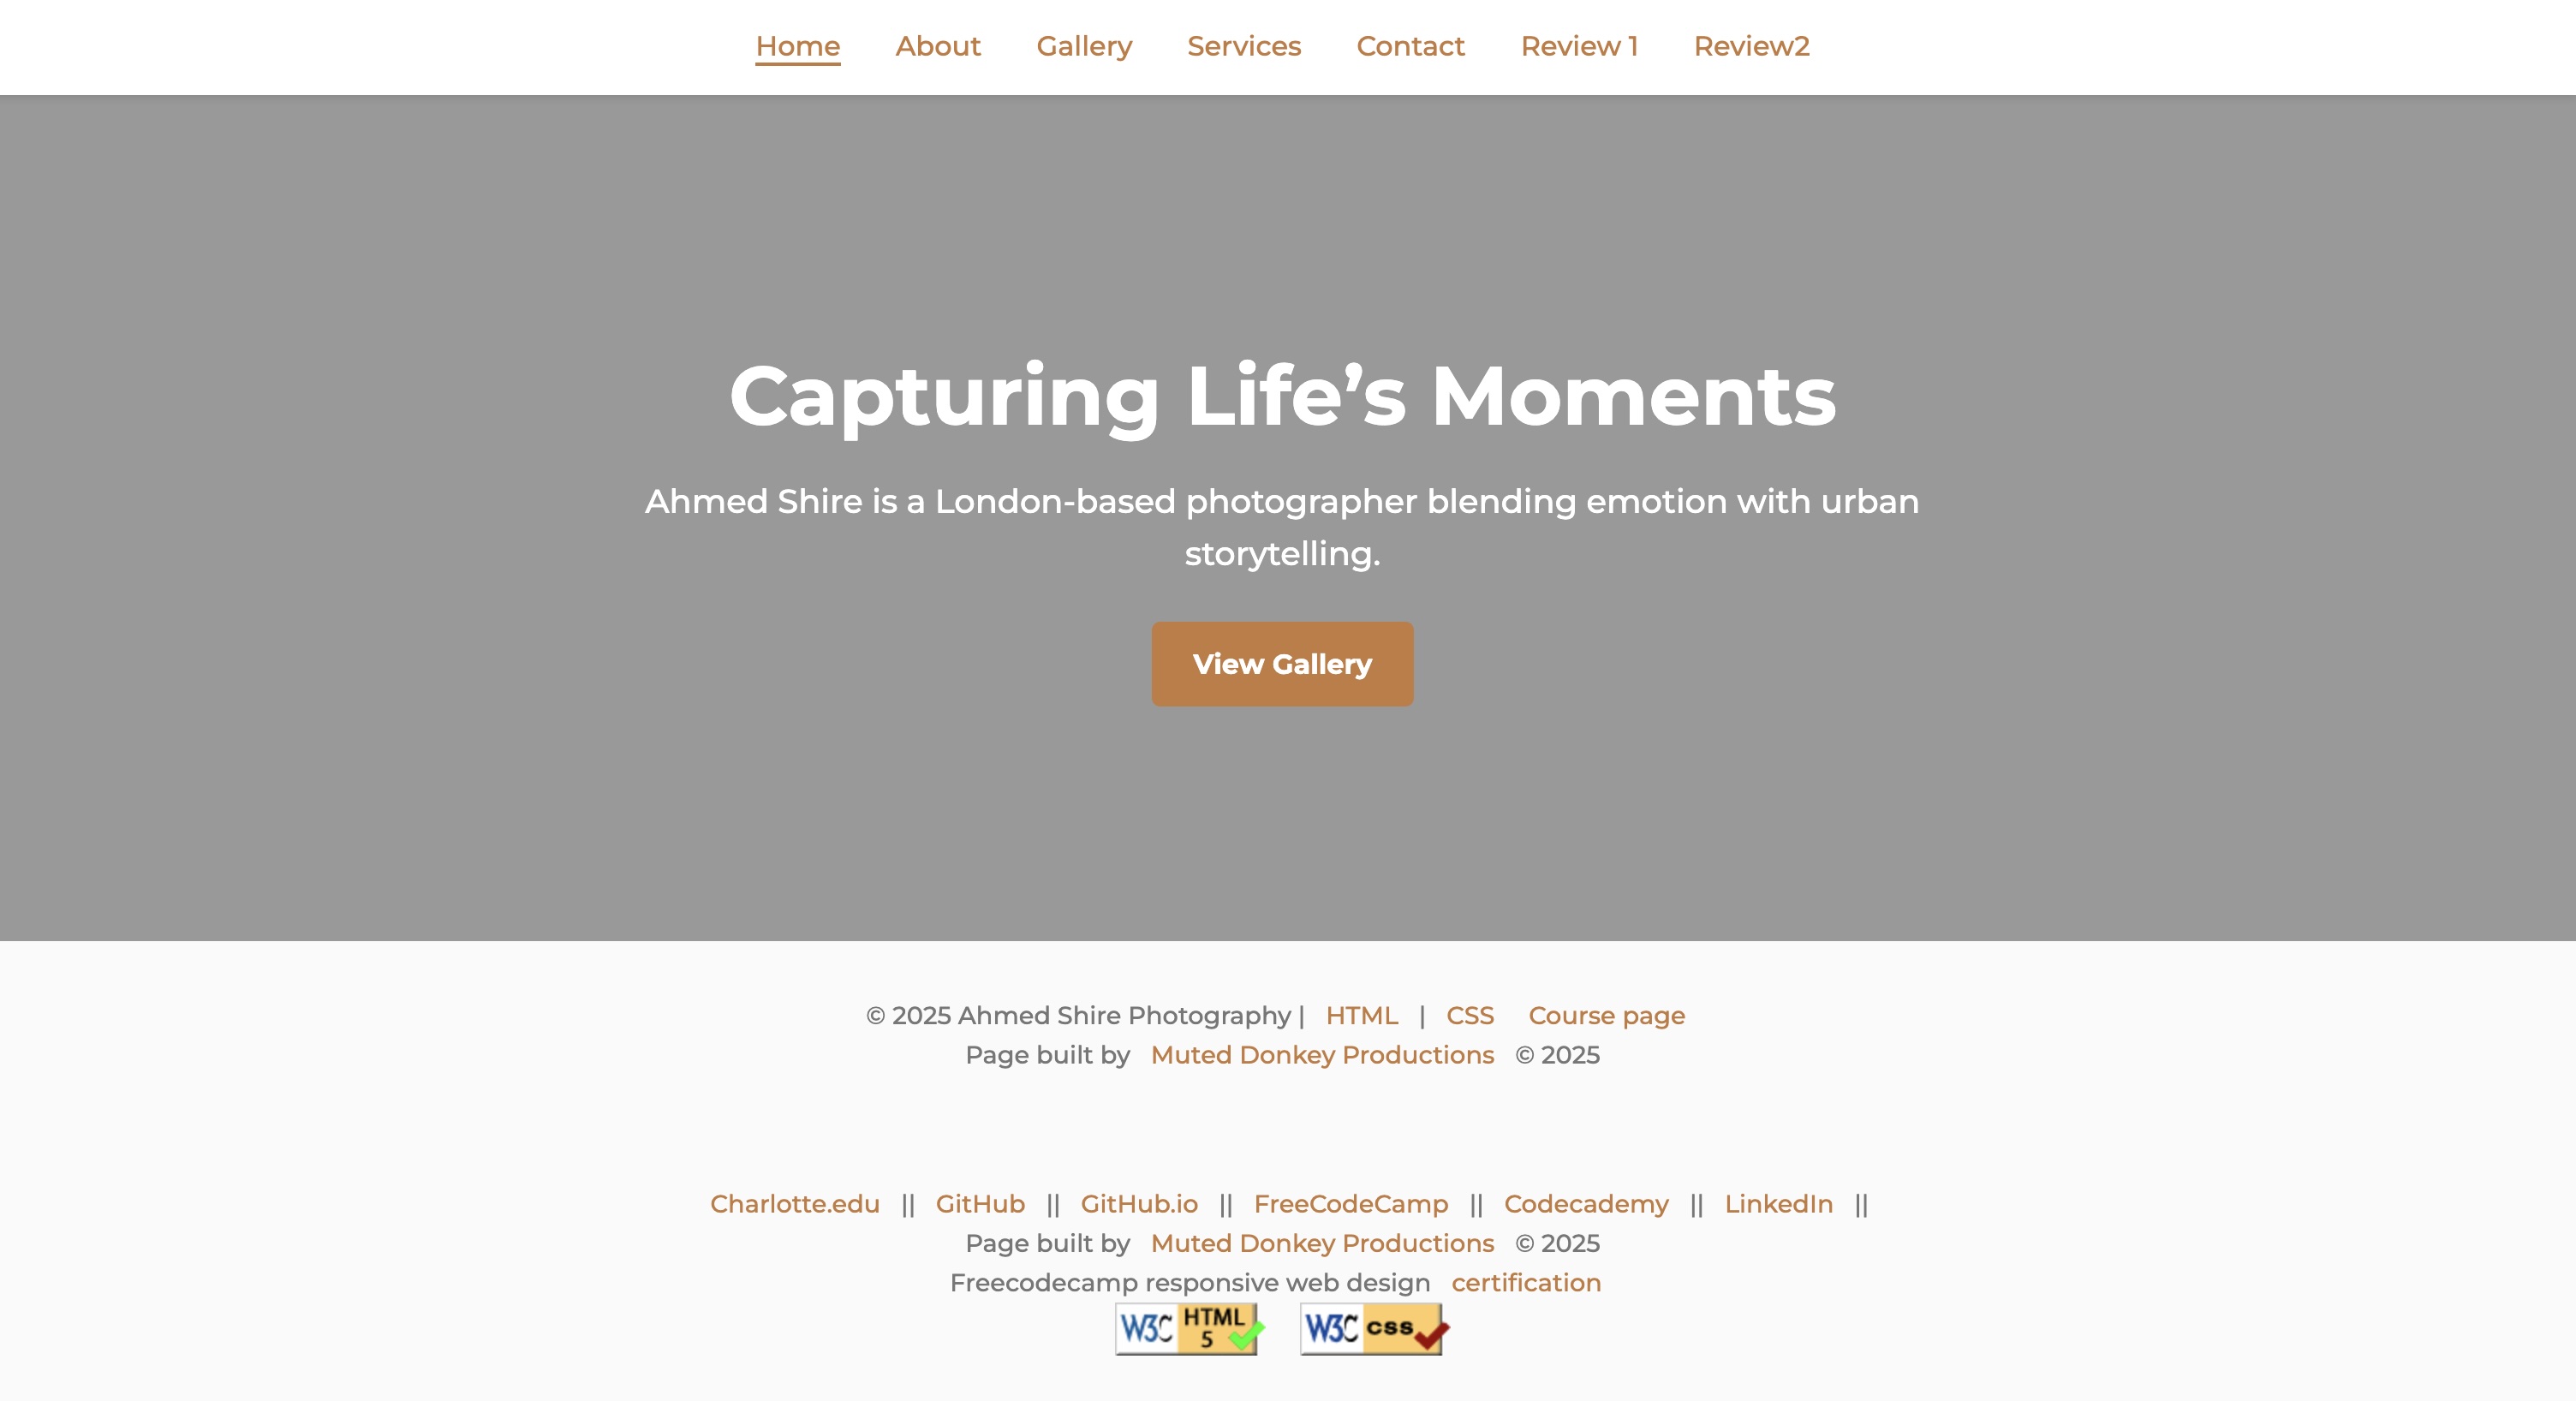 Home About Gallery Services Contact Review 1 Review2
Capturing Life’s Moments
Ahmed Shire is a London-based photographer blending emotion with urban
storytelling.
View Gallery
© 2025 Ahmed Shire Photography | HTML | CSS Course page
Page built by Muted Donkey Productions © 2025
Charlotte.edu || GitHub || GitHub.io || FreeCodeCamp || Codecademy || LinkedIn ||
Page built by Muted Donkey Productions © 2025
Freecodecamp responsive web design certification
W3C HTML 5 W3C css